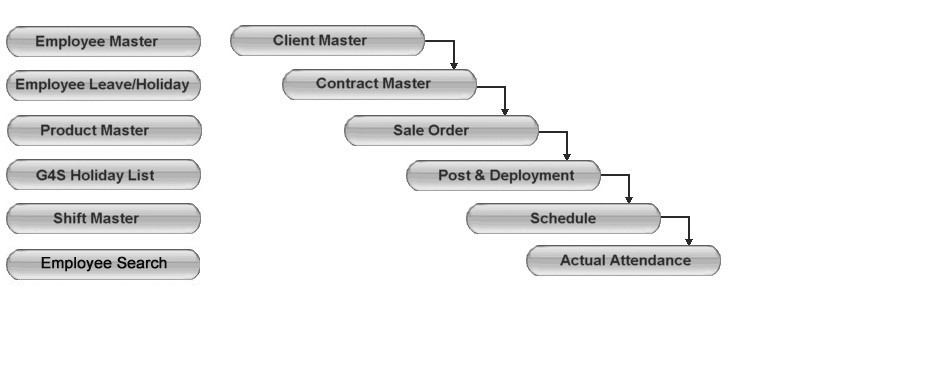 Employee Master
Employee Leave/Holiday
Product Master
G4S Holiday List
Shift Master
Employee Search
Client Master
Contract Master
Sale Order
Post & Deployment
Schedule
Actual Attendance